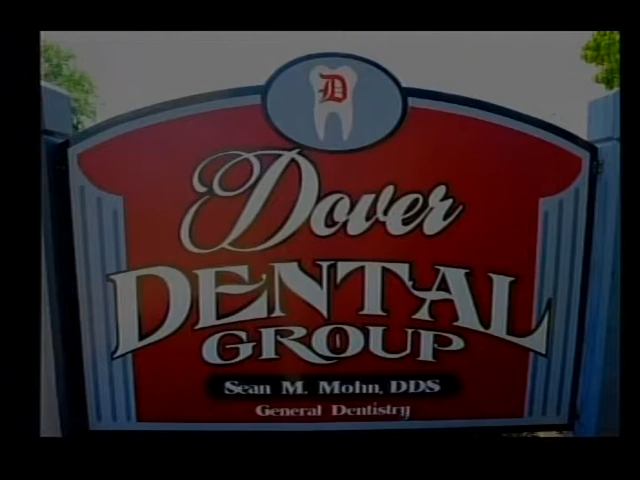 D
Dover
DENTAL
GROUP
Sean M. Mohn, DDS
General Dentistry